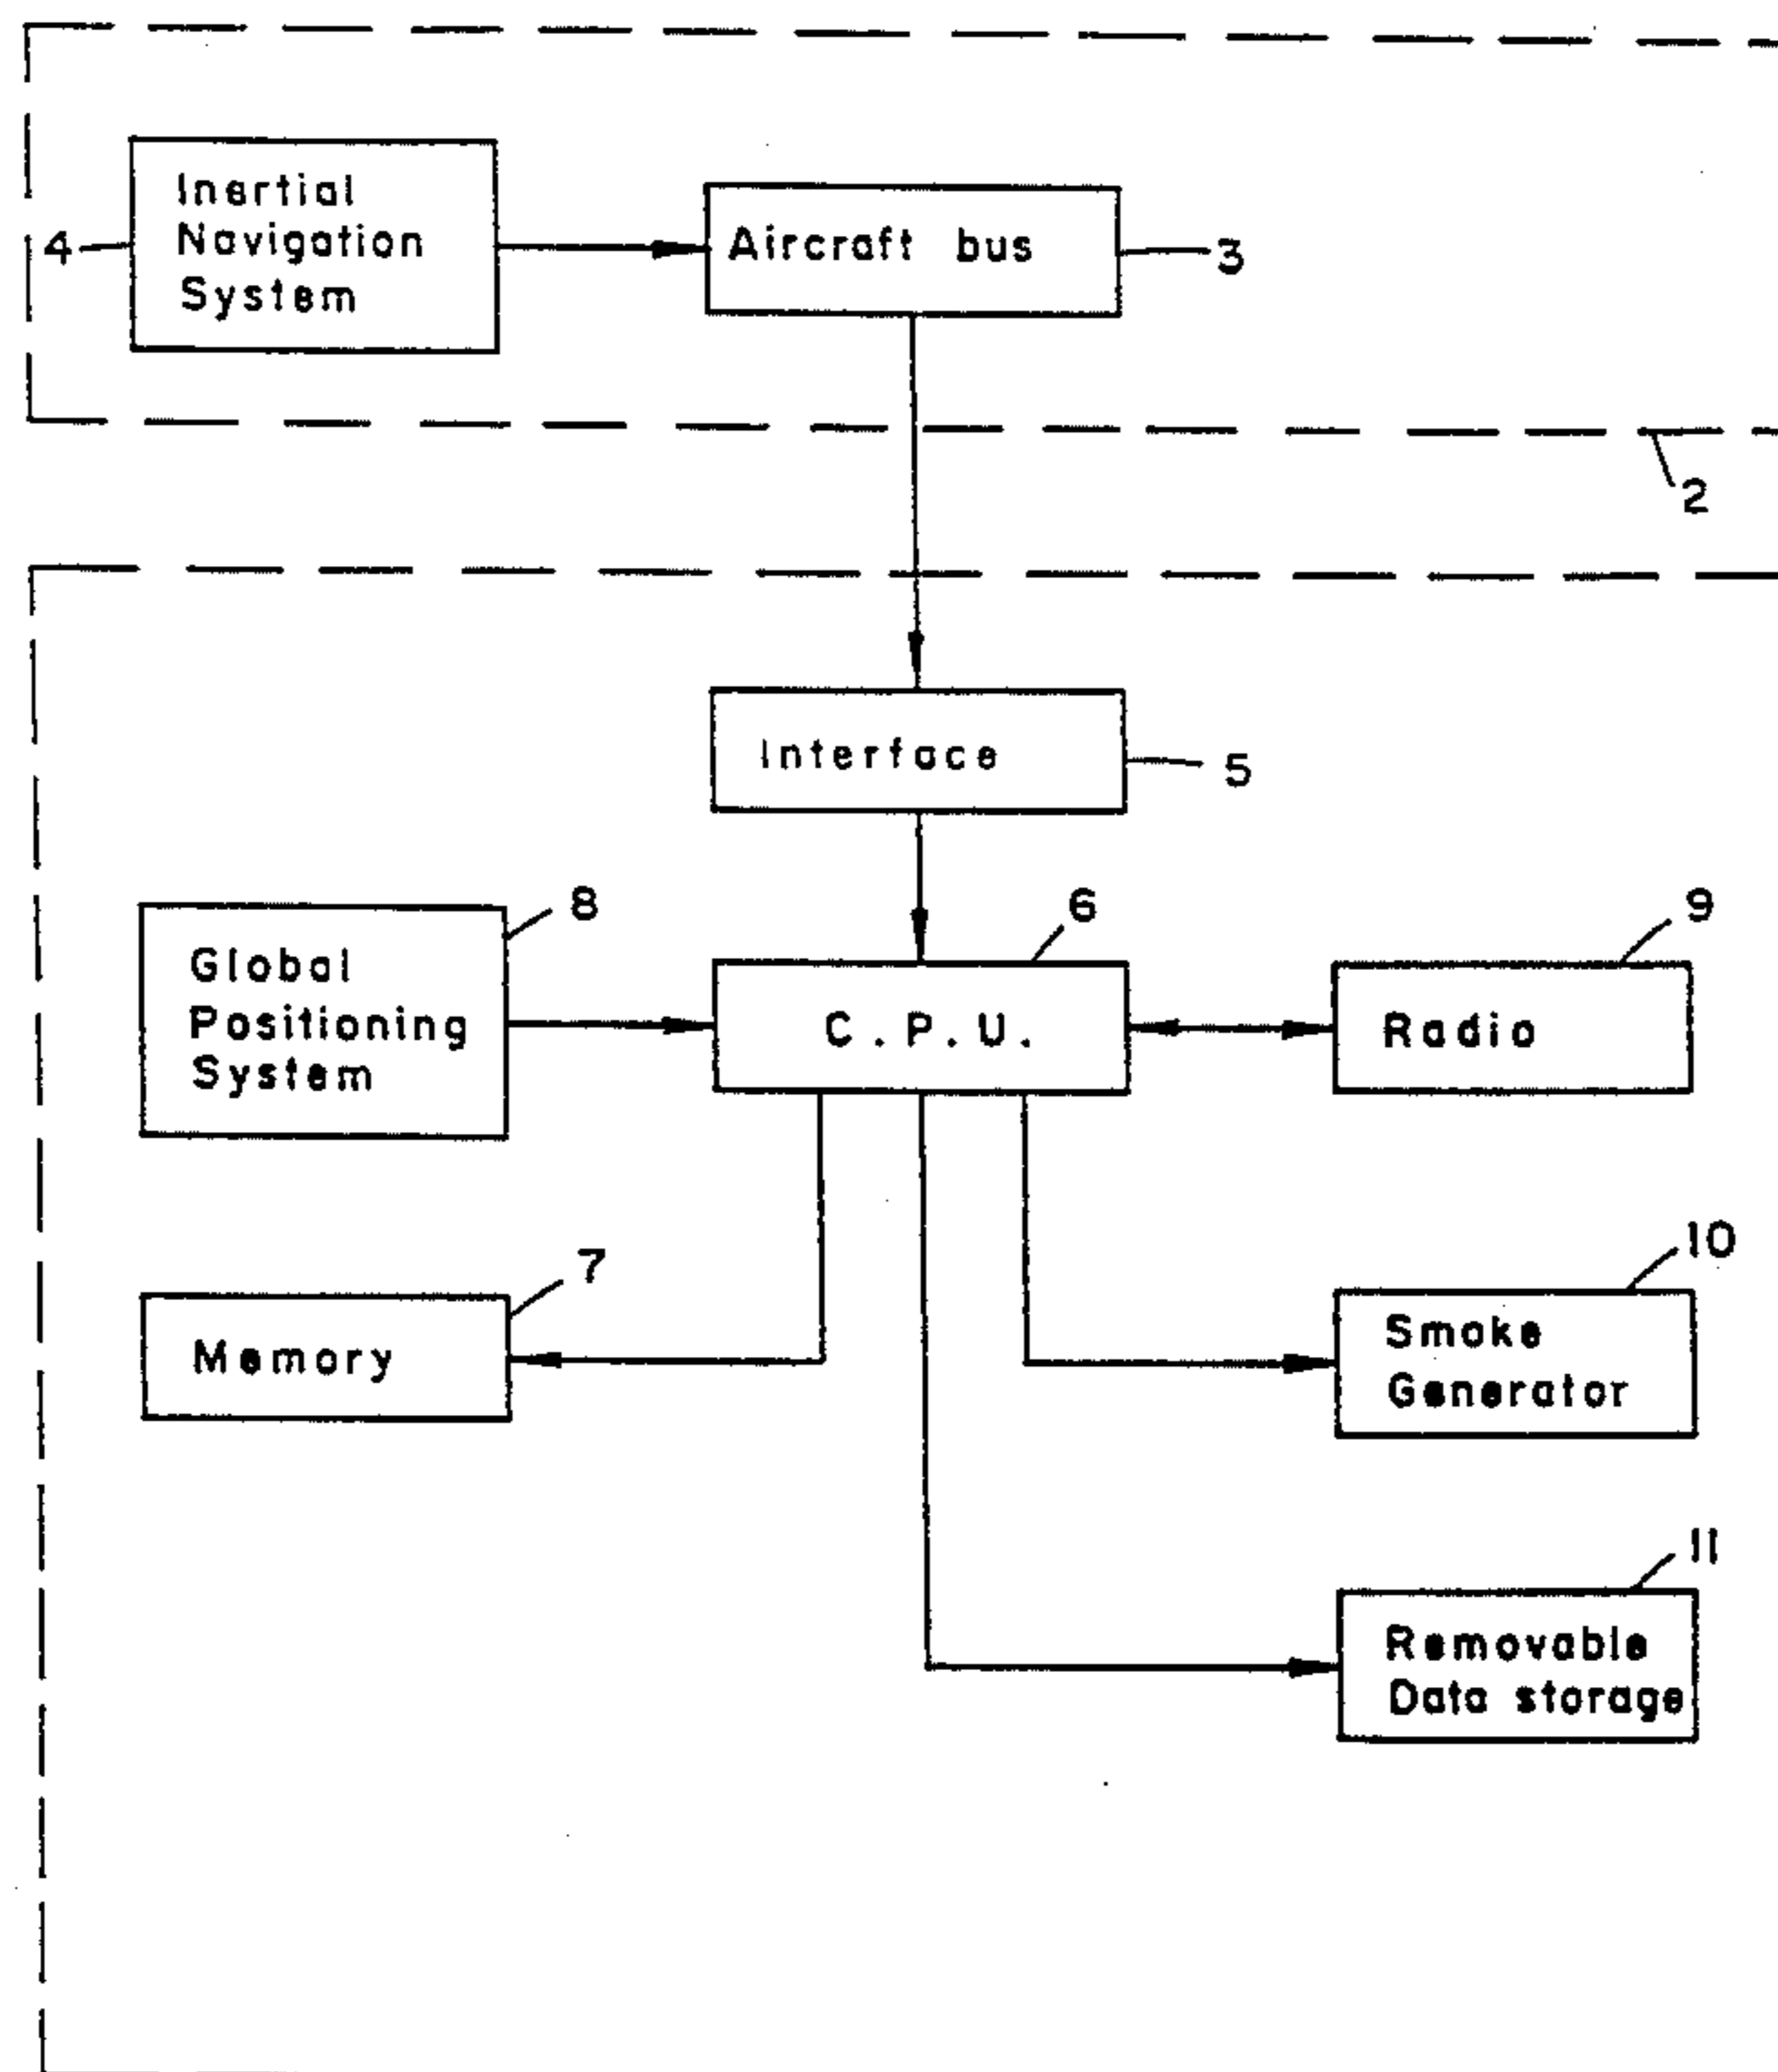 Inertial
Navigation
System
4
Aircraft bus
3
2
Interface
5
Global
Positioning
System
8
C.P.U.
6
Radio
9
Memory
7
Smoke
Generator
10
Removable
Data storage
11